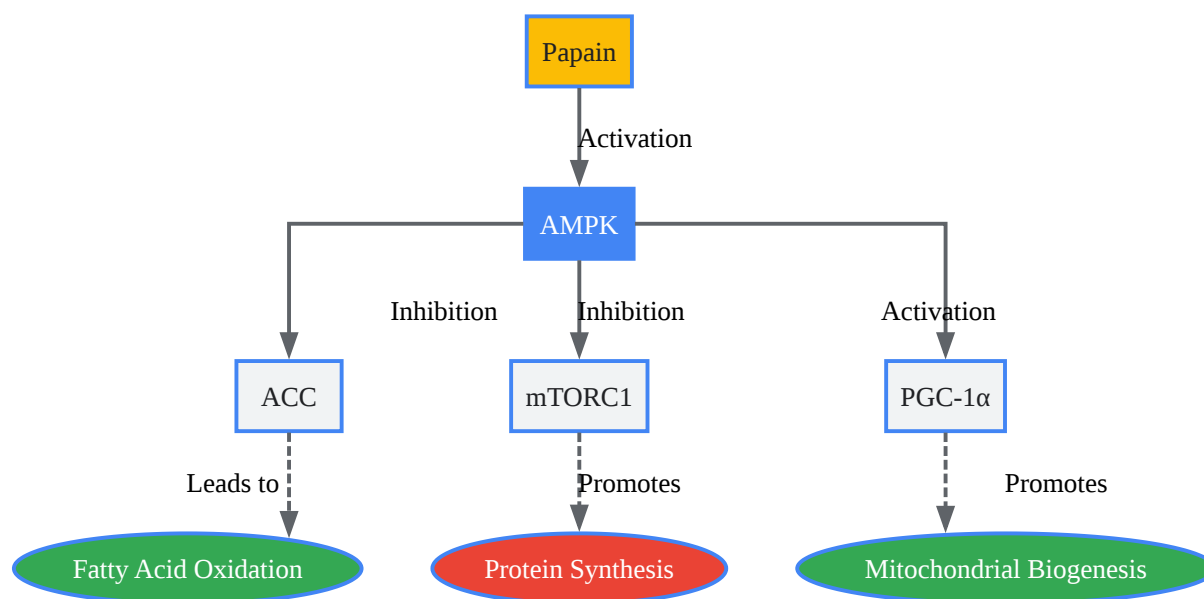 Papain
Activation
AMPK
Inhibition
Inhibition
Activation
ACC
mTORC1
PGC-1α
Leads to
Promotes
Promotes
Fatty Acid Oxidation
Protein Synthesis
Mitochondrial Biogenesis